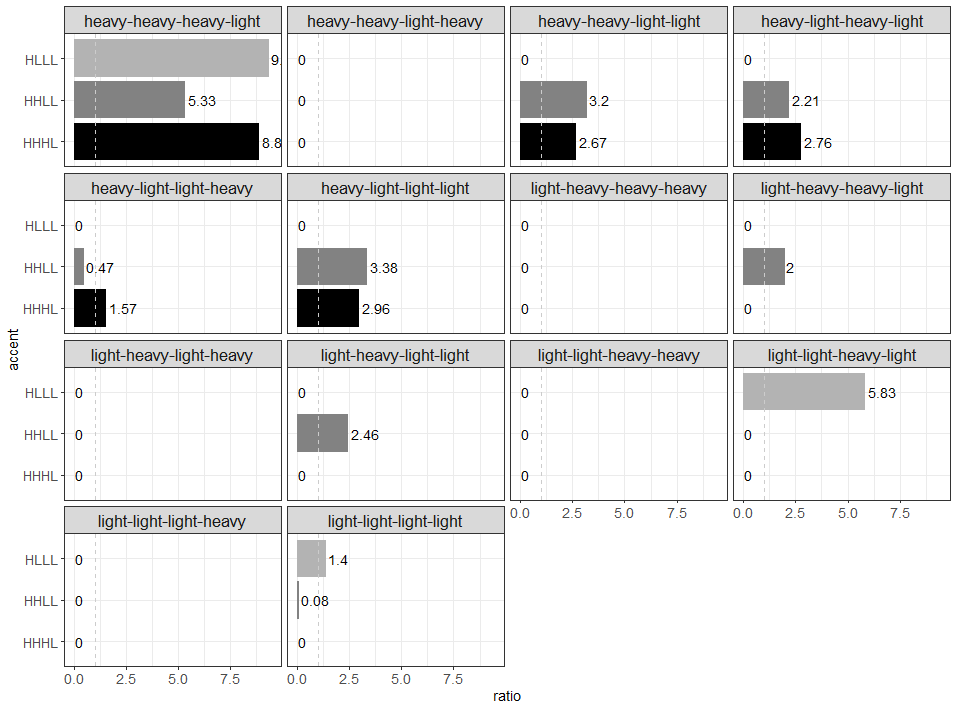 heavy-heavy-heavy-light heavy-heavy-light-heavy heavy-heavy-light-light heavy-light-heavy-light
HLLL 9. 0 0 0
HHLL 5.33 0 3.2 2.21
HHHL 8.8 0 2.67 2.76
heavy-light-light-heavy heavy-light-light-light light-heavy-heavy-heavy light-heavy-heavy-light
HLLL 0 0 0 0
HHLL 0.47 3.38 0 2
HHHL 1.57 2.96 0 0
accent
light-heavy-light-heavy light-heavy-light-light light-light-heavy-heavy light-light-heavy-light
HLLL 0 0 0 5.83
HHLL 0 2.46 0 0
HHHL 0 0 0 0
0.0 2.5 5.0 7.5 0.0 2.5 5.0 7.5
light-light-light-heavy light-light-light-light
HLLL 0 1.4
HHLL 0 0.08
HHHL 0 0
0.0 2.5 5.0 7.5 0.0 2.5 5.0 7.5
ratio